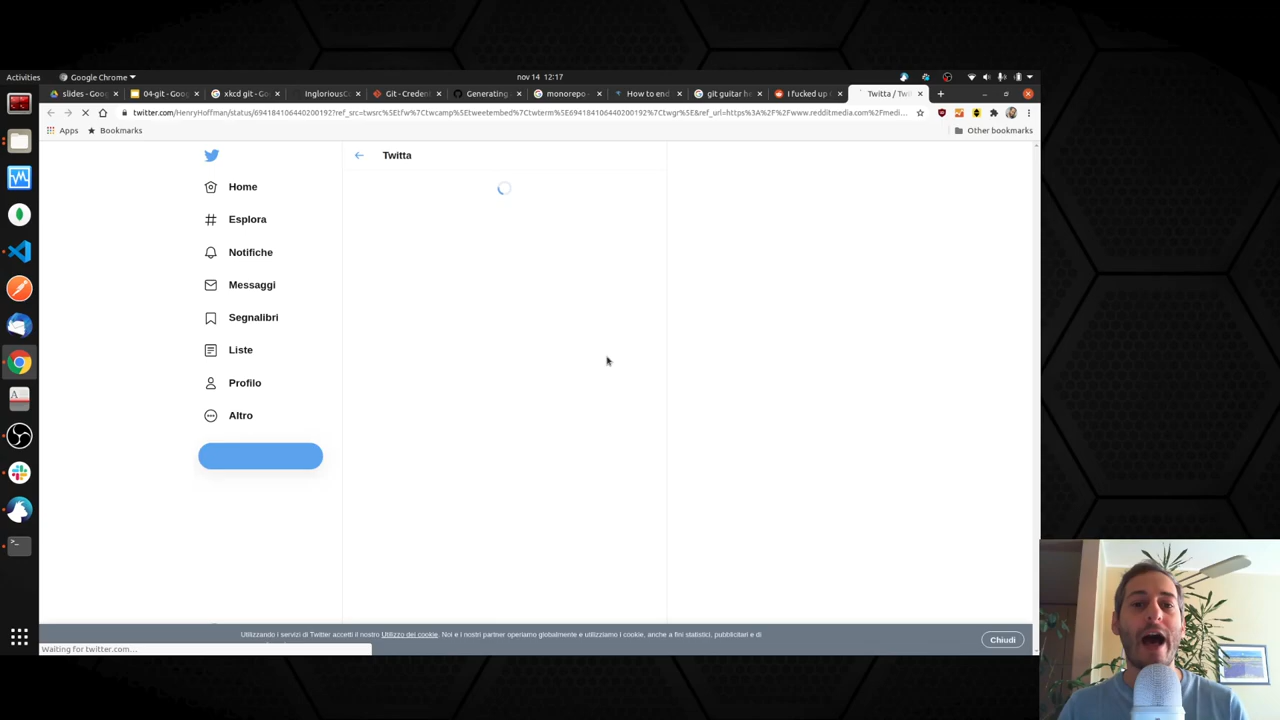 Activities
Google Chrome
nov 14 12:17
slides - Goog
04-git - Goog
xkcd git - Go
IngloriousC
Git - Creden
Generating
monorepo -
How to end
git guitar he
I fucked up G
Twitta / Twi
twitter.com/HenryHoffman/status/694184106440200192?ref_src=twsrc%5Etfw%7Ctwcamp%5Etweetembed%7Ctwterm%5E694184106440200192%7Ctwgr%5E&ref_url=https%3A%2F%2Fwww.redditmedia.com%2Fmedi...
Apps
Bookmarks
Other bookmarks
Twitta
Home
Esplora
Notifiche
Messaggi
Segnalibri
Liste
Profilo
Altro
Utilizzando i servizi di Twitter accetti il nostro Utilizzo dei cookie. Noi e i nostri partner operiamo globalmente e utilizziamo i cookie, anche a fini statistici, pubblicitari e di
Chiudi
Waiting for twitter.com...